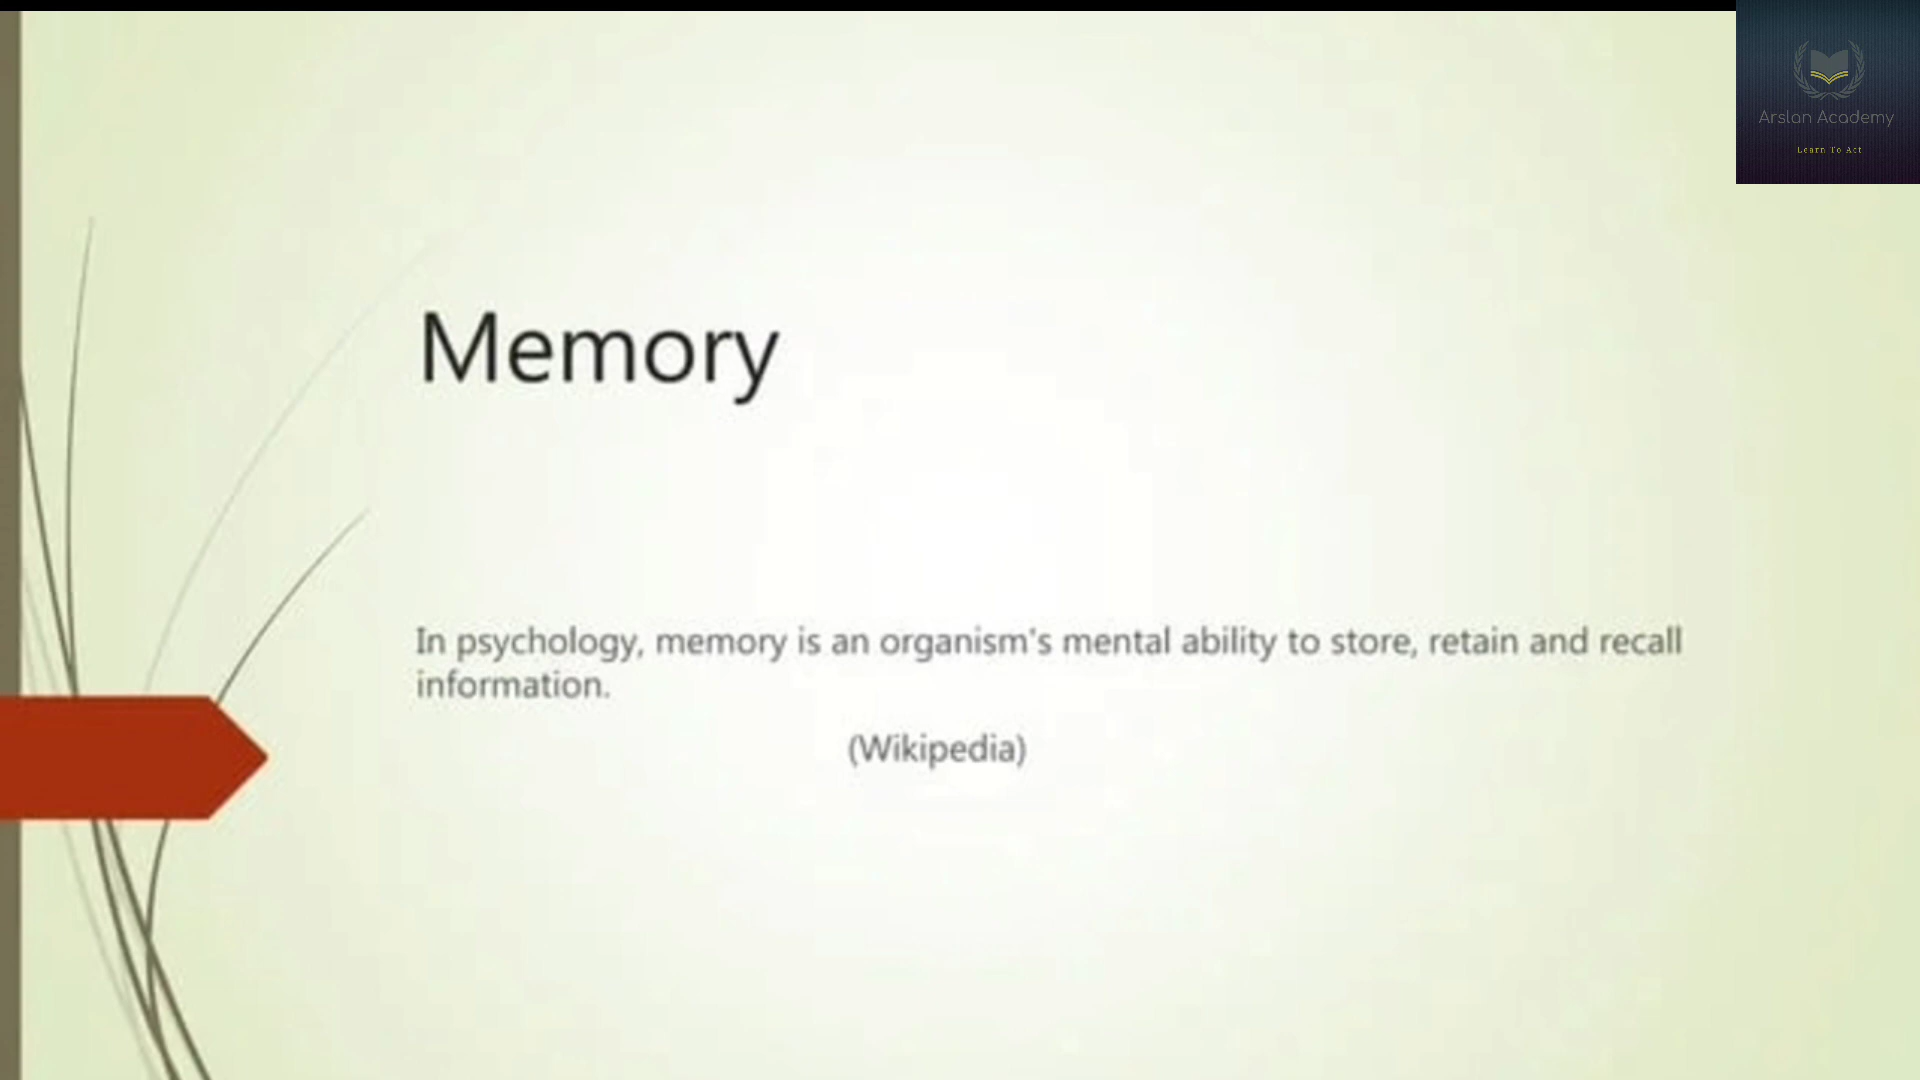 Arslan Academy
Learn To Act
Memory
In psychology, memory is an organism's mental ability to store, retain and recall
information.
(Wikipedia)